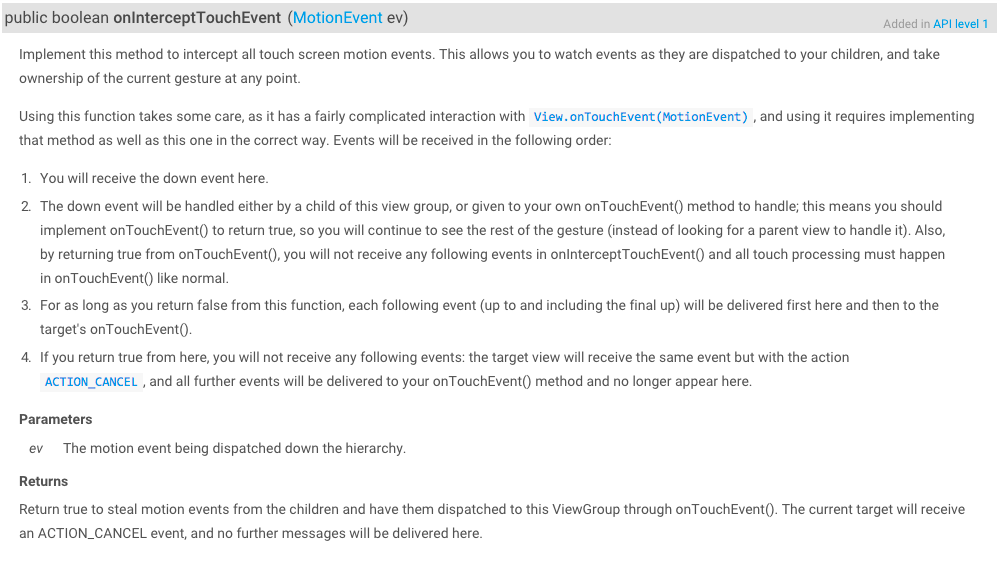 public boolean onInterceptTouchEvent (MotionEvent ev)
Added in API level 1
Implement this method to intercept all touch screen motion events. This allows you to watch events as they are dispatched to your children, and take
ownership of the current gesture at any point.
Using this function takes some care, as it has a fairly complicated interaction with View.onTouchEvent(MotionEvent) , and using it requires implementing
that method as well as this one in the correct way. Events will be received in the following order:
1. You will receive the down event here.
2. The down event will be handled either by a child of this view group, or given to your own onTouchEvent() method to handle; this means you should
implement onTouchEvent() to return true, so you will continue to see the rest of the gesture (instead of looking for a parent view to handle it). Also,
by returning true from onTouchEvent(), you will not receive any following events in onInterceptTouchEvent() and all touch processing must happen
in onTouchEvent() like normal.
3. For as long as you return false from this function, each following event (up to and including the final up) will be delivered first here and then to the
target's onTouchEvent().
4. If you return true from here, you will not receive any following events: the target view will receive the same event but with the action
ACTION_CANCEL , and all further events will be delivered to your onTouchEvent() method and no longer appear here.
Parameters
ev The motion event being dispatched down the hierarchy.
Returns
Return true to steal motion events from the children and have them dispatched to this ViewGroup through onTouchEvent(). The current target will receive
an ACTION_CANCEL event, and no further messages will be delivered here.